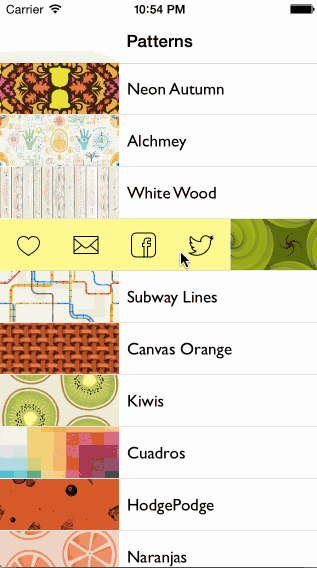 Carrier 10:54 PM
Patterns
Neon Autumn
Alchmey
White Wood
Subway Lines
Canvas Orange
Kiwis
Cuadros
HodgePodge
Naranjas